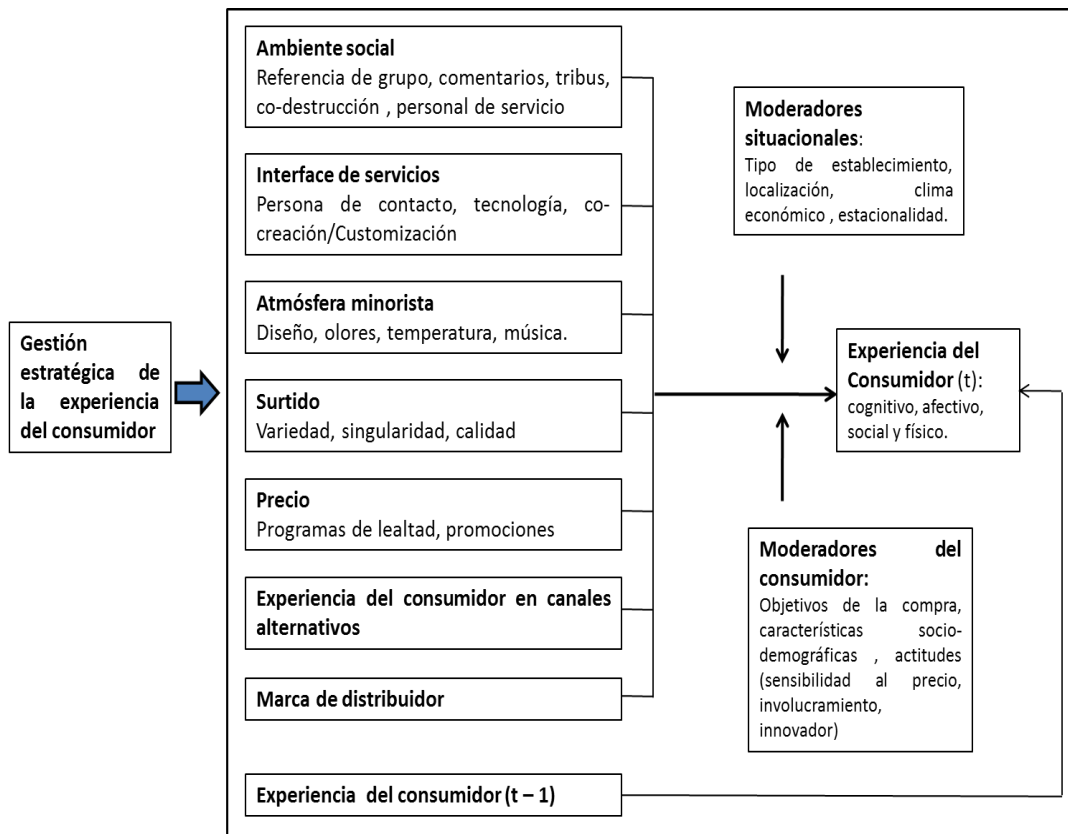 Gestión
estratégica de
la experiencia
del consumidor
Ambiente social
Referencia de grupo, comentarios, tribus,
co-destrucción , personal de servicio
Interface de servicios
Persona de contacto, tecnología, co-
creación/Customización
Atmósfera minorista
Diseño, olores, temperatura, música.
Surtido
Variedad, singularidad, calidad
Precio
Programas de lealtad, promociones
Experiencia del consumidor en canales
alternativos
Marca de distribuidor
Experiencia del consumidor (t – 1)
Moderadores
situacionales:
Tipo de establecimiento,
localización, clima
económico , estacionalidad.
Experiencia del
Consumidor (t):
cognitivo, afectivo,
social y físico.
Moderadores del
consumidor:
Objetivos de la compra,
características socio-
demográficas , actitudes
(sensibilidad al precio,
involucramiento,
innovador)